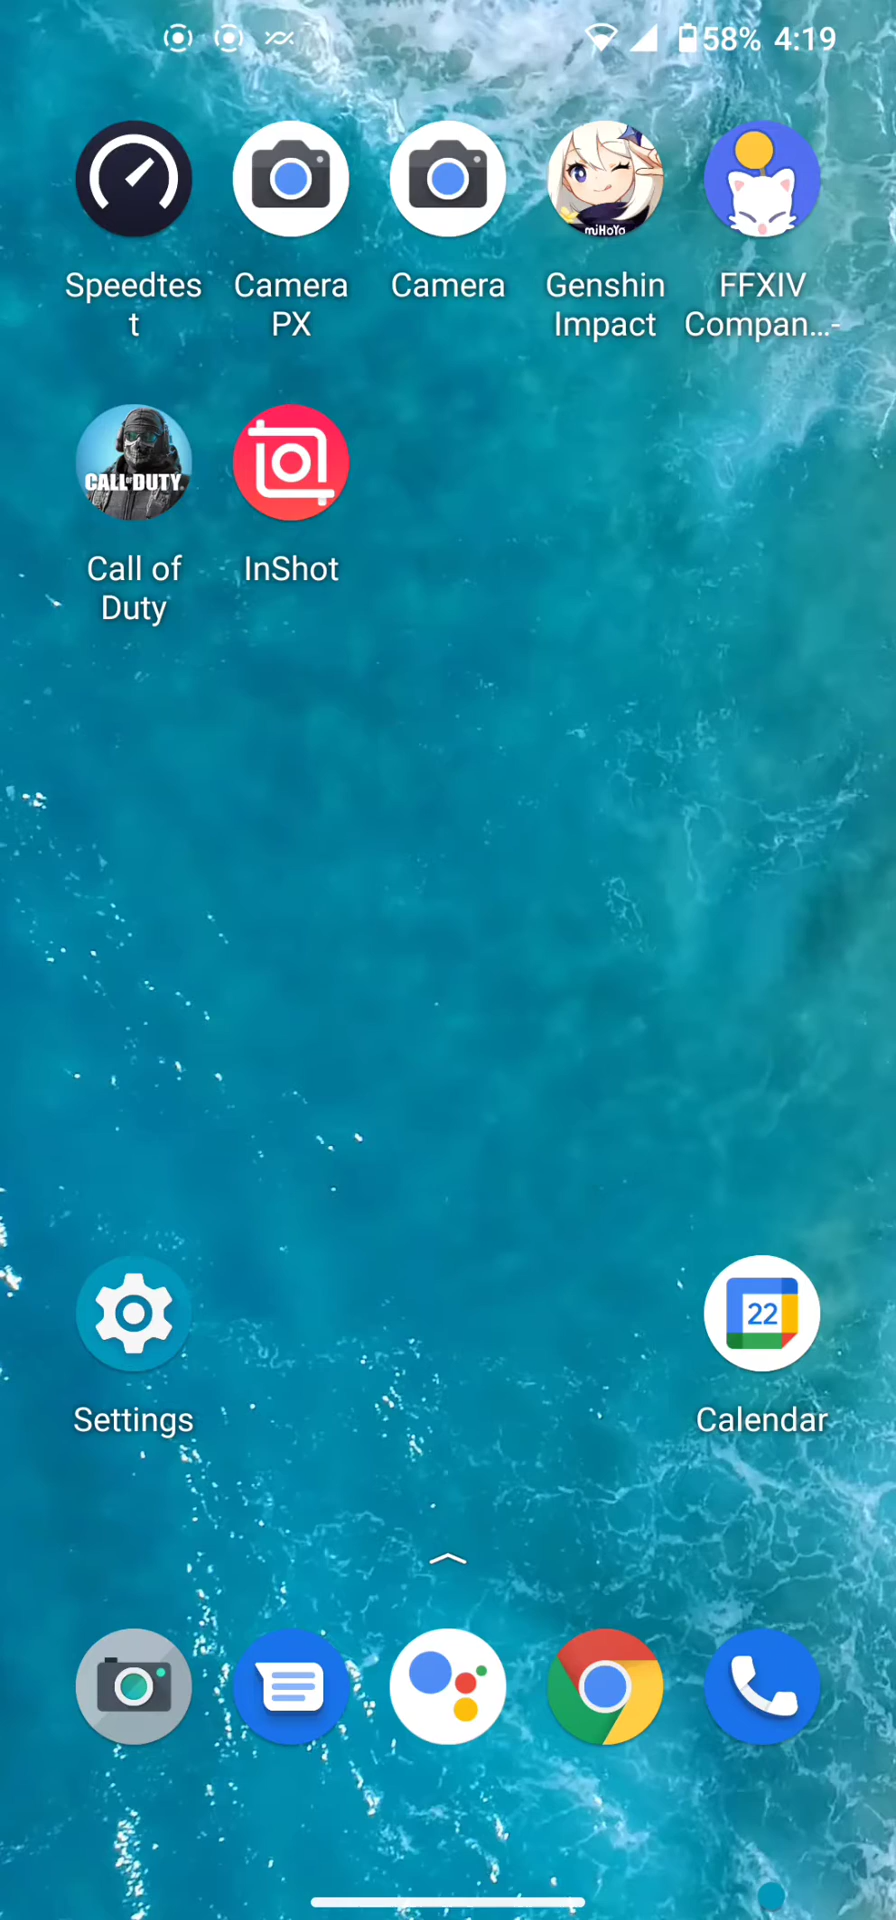 58% 4:19
miHoYo
Speedtes
t
Camera
PX
Camera
Genshin
Impact
FFXIV
Compan...-
CALL OF DUTY
Call of
Duty
InShot
22
Settings
Calendar